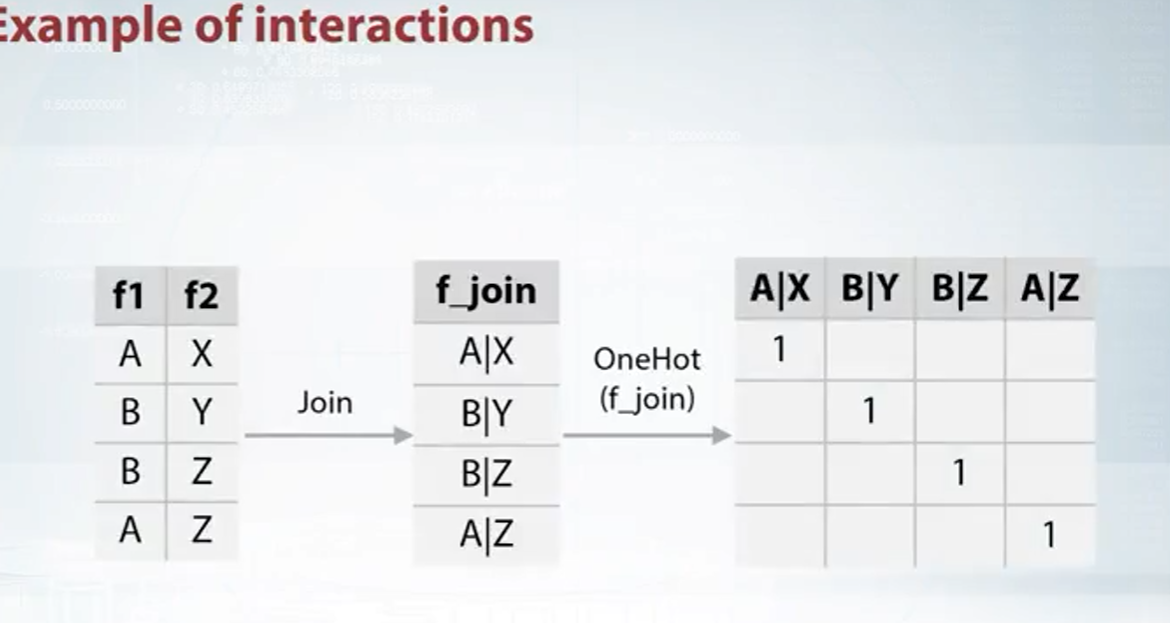 Example of interactions
f1 f2
A X
B Y
B Z
A Z
Join
f_join
A|X
B|Y
B|Z
A|Z
OneHot
(f_join)
A|X B|Y B|Z A|Z
1
1
1
1